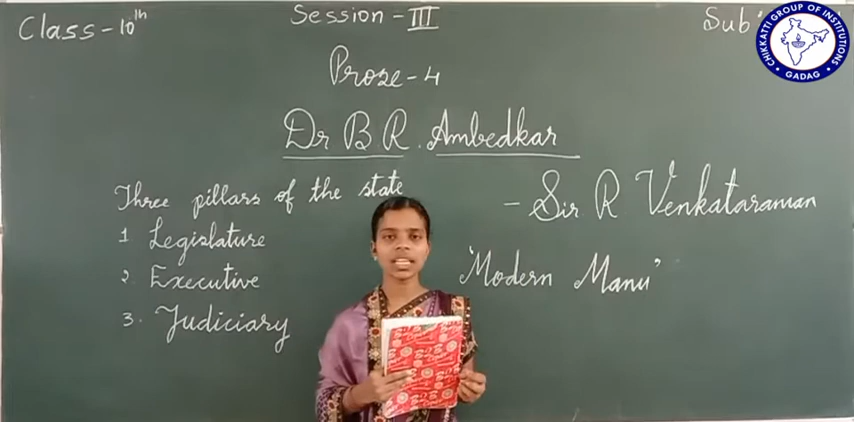 Class - 10th
Session - III
Sub
CHIKKATTI GROUP OF INSTITUTIONS
GADAG
Prose - 4
Dr B R. Ambedkar
- Sir R Venkataraman
Three pillars of the state
1 Legislature
2. Executive
3. Judiciary
'Modern Manu'